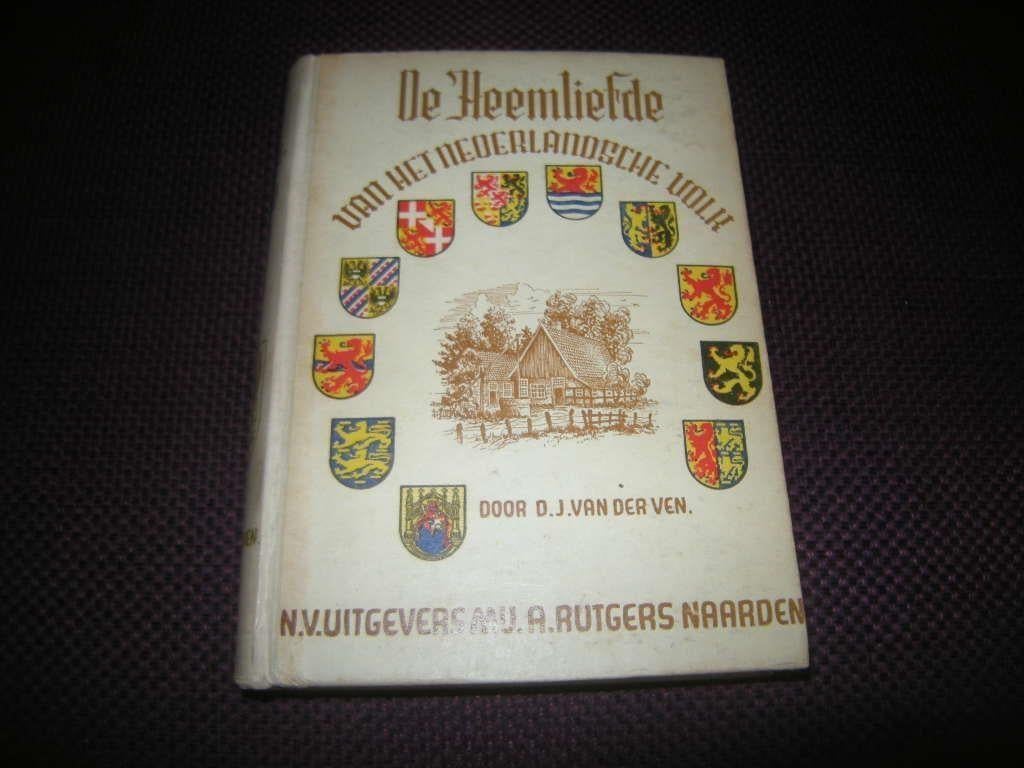 De Heemliefde
VAN HET NEDERLANDSCHE VOLK
DOOR D.J. VAN DER VEN.
N.V. UITGEVERS MIJ. A. RUTGERS NAARDEN